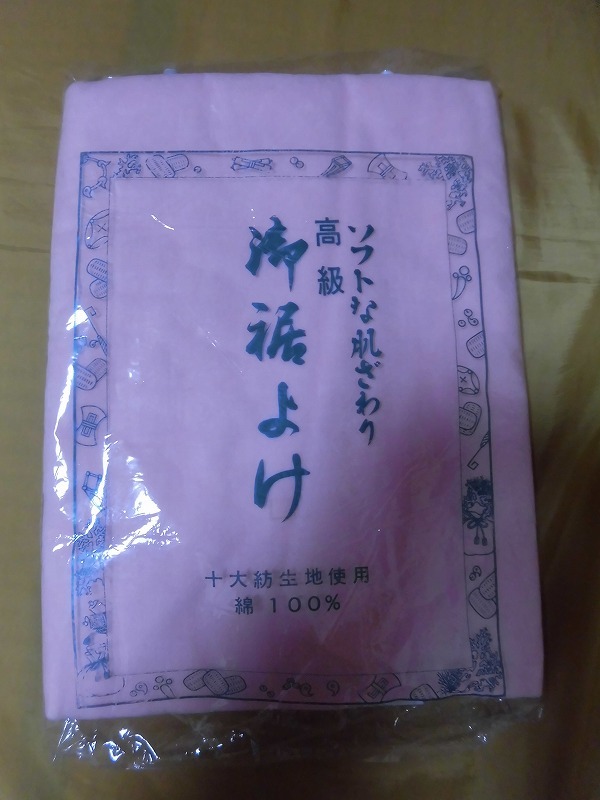 ソフトな肌ざわり
高級
御裾よけ
十大紡生地使用
綿 100%